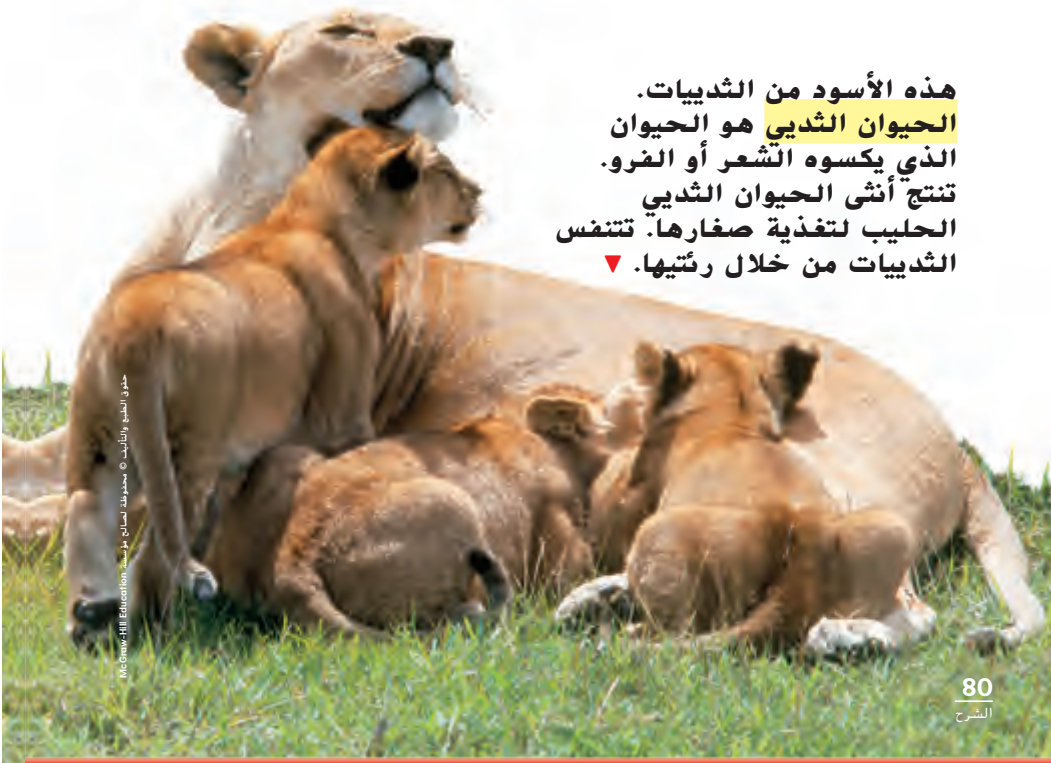 هذه الأسود من الثدييات.
الحيوان الثديي هو الحيوان
الذي يكسوه الشعر أو الفرو.
تنتج أنثى الحيوان الثديي
الحليب لتغذية صغارها. تتنفس
الثدييات من خلال رئتيها. ▼
حقوق الطبع والتأليف © محفوظة لصالح مؤسسة McGraw-Hill Education
80
الشرح